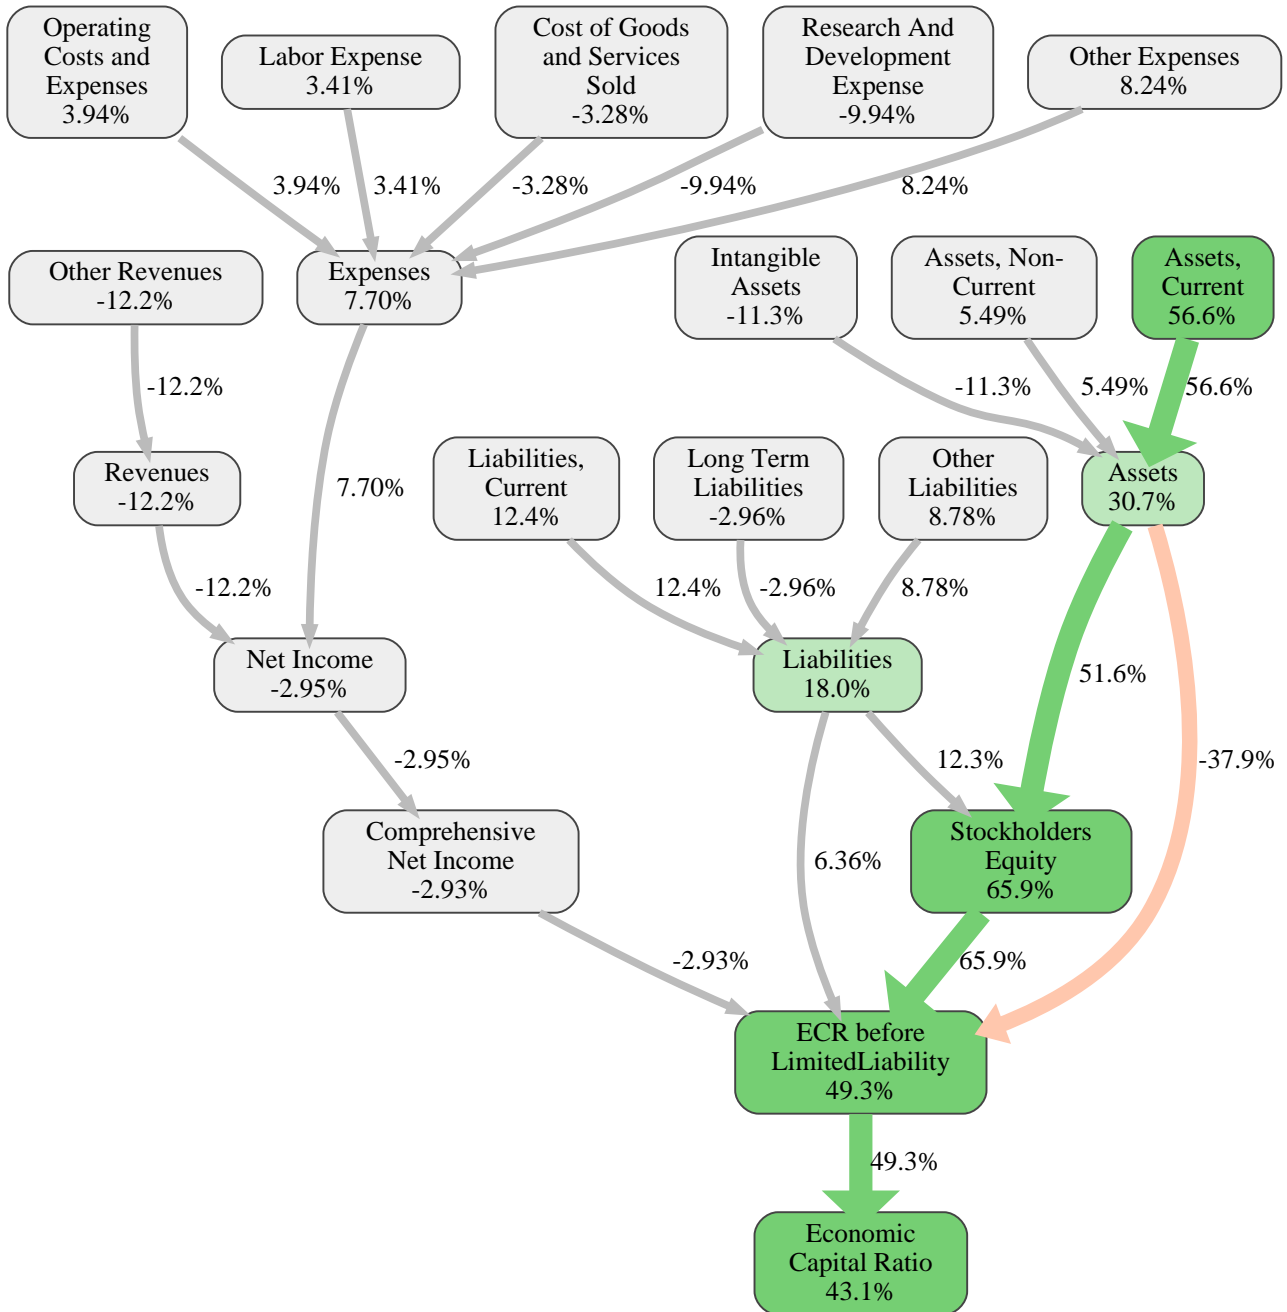 Operating
Costs and
Expenses
3.94%
Labor Expense
3.41%
Cost of Goods
and Services
Sold
-3.28%
Research And
Development
Expense
-9.94%
Other Expenses
8.24%
3.94%
3.41%
-3.28%
-9.94%
8.24%
Other Revenues
-12.2%
Expenses
7.70%
Intangible
Assets
-11.3%
Assets, Non-
Current
5.49%
Assets,
Current
56.6%
-12.2%
-11.3%
5.49%
56.6%
Revenues
-12.2%
7.70%
Liabilities,
Current
12.4%
Long Term
Liabilities
-2.96%
Other
Liabilities
8.78%
Assets
30.7%
-12.2%
12.4%
-2.96%
8.78%
Net Income
-2.95%
Liabilities
18.0%
51.6%
-2.95%
12.3%
-37.9%
Comprehensive
Net Income
-2.93%
6.36%
Stockholders
Equity
65.9%
-2.93%
65.9%
ECR before
LimitedLiability
49.3%
49.3%
Economic
Capital Ratio
43.1%